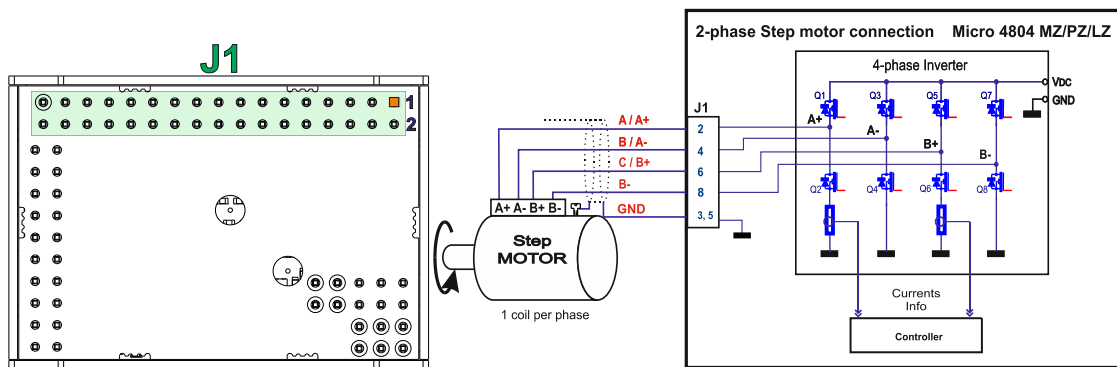 J1
1
2
A / A+
B / A-
C / B+
B-
GND
A+ A- B+ B-
Step
MOTOR
1 coil per phase
2-phase Step motor connection Micro 4804 MZ/PZ/LZ
J1
2
4
6
8
3, 5
4-phase Inverter
VDC
GND
Q1 Q3 Q5 Q7
A+
A-
B+
B-
Q2 Q4 Q6 Q8
Currents
Info
Controller